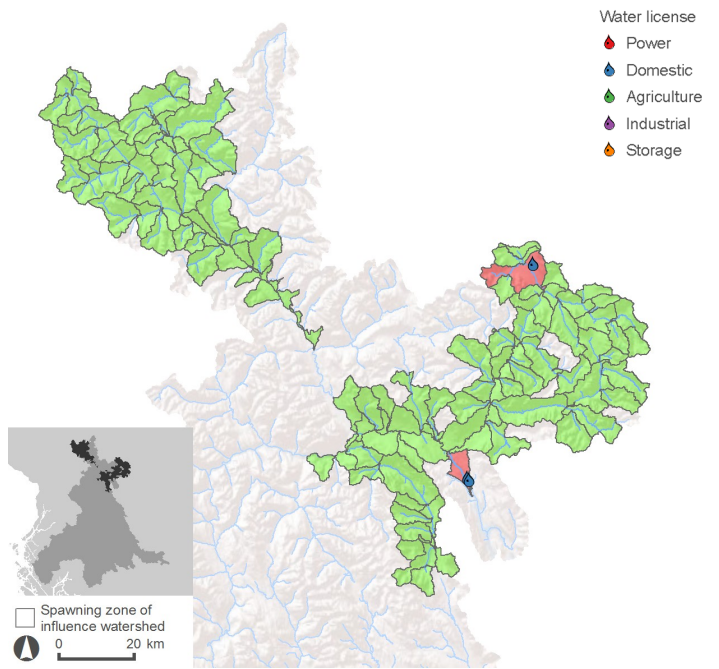 Water license
Power
Domestic
Agriculture
Industrial
Storage
Spawning zone of
influence watershed
0 20 km